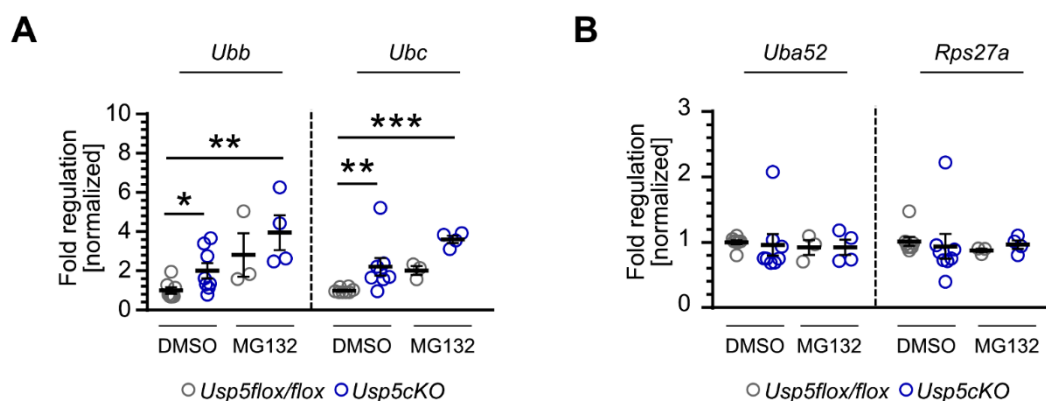 A
Ubb Ubc
Fold regulation
[normalized]
10
8
6
4
2
0
*
**
**
***
DMSO MG132 DMSO MG132
Usp5flox/flox Usp5cKO
B
Uba52 Rps27a
Fold regulation
[normalized]
3
2
1
0
DMSO MG132 DMSO MG132
Usp5flox/flox Usp5cKO